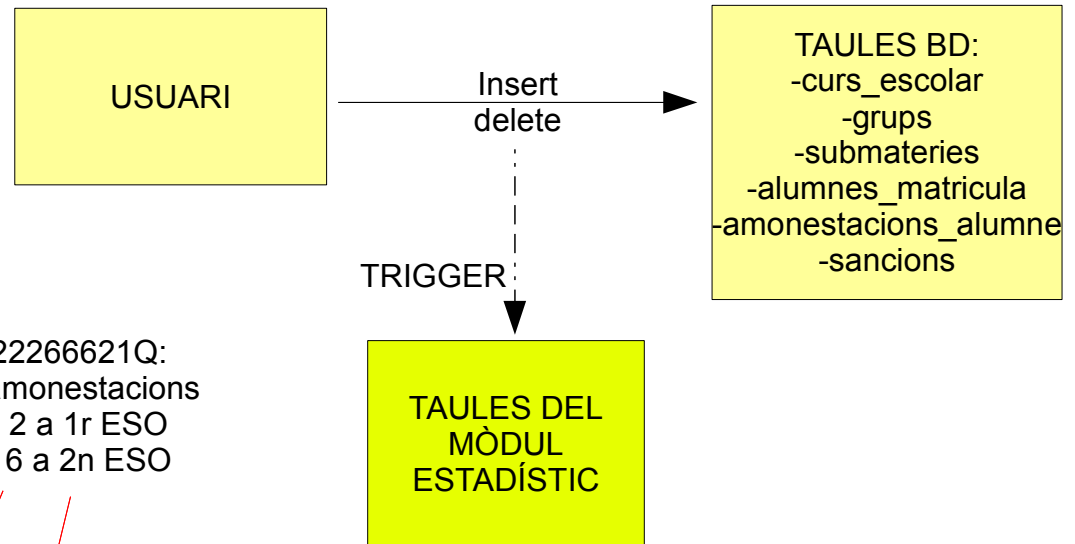 USUARI
Insert
delete
TAULES BD:
-curs_escolar
-grups
-submateries
-alumnes_matricula
-amonestacions_alumne
-sancions
TRIGGER
22266621Q:
amonestacions
2 a 1r ESO
6 a 2n ESO
TAULES DEL
MÒDUL
ESTADÍSTIC